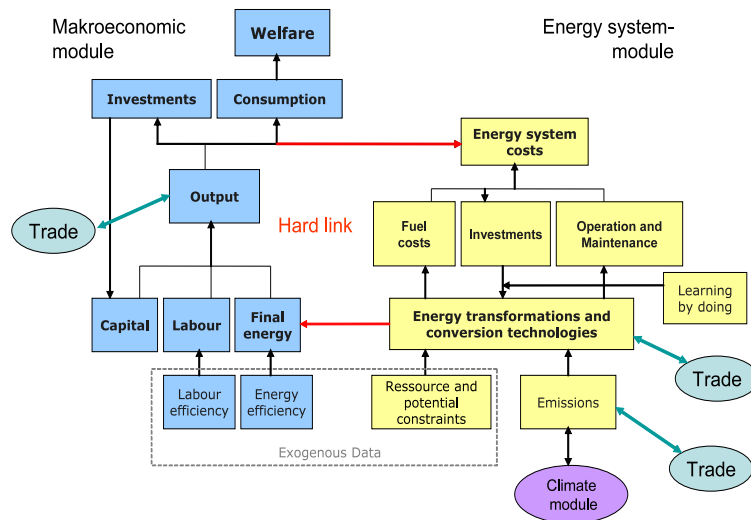 Makroeconomic
module
Welfare
Energy system-
module
Investments
Consumption
Energy system
costs
Output
Trade
Hard link
Fuel
costs
Investments
Operation and
Maintenance
Learning
by doing
Capital
Labour
Final
energy
Energy transformations and
conversion technologies
Trade
Labour
efficiency
Energy
efficiency
Ressource and
potential
constraints
Emissions
Exogenous Data
Trade
Climate
module